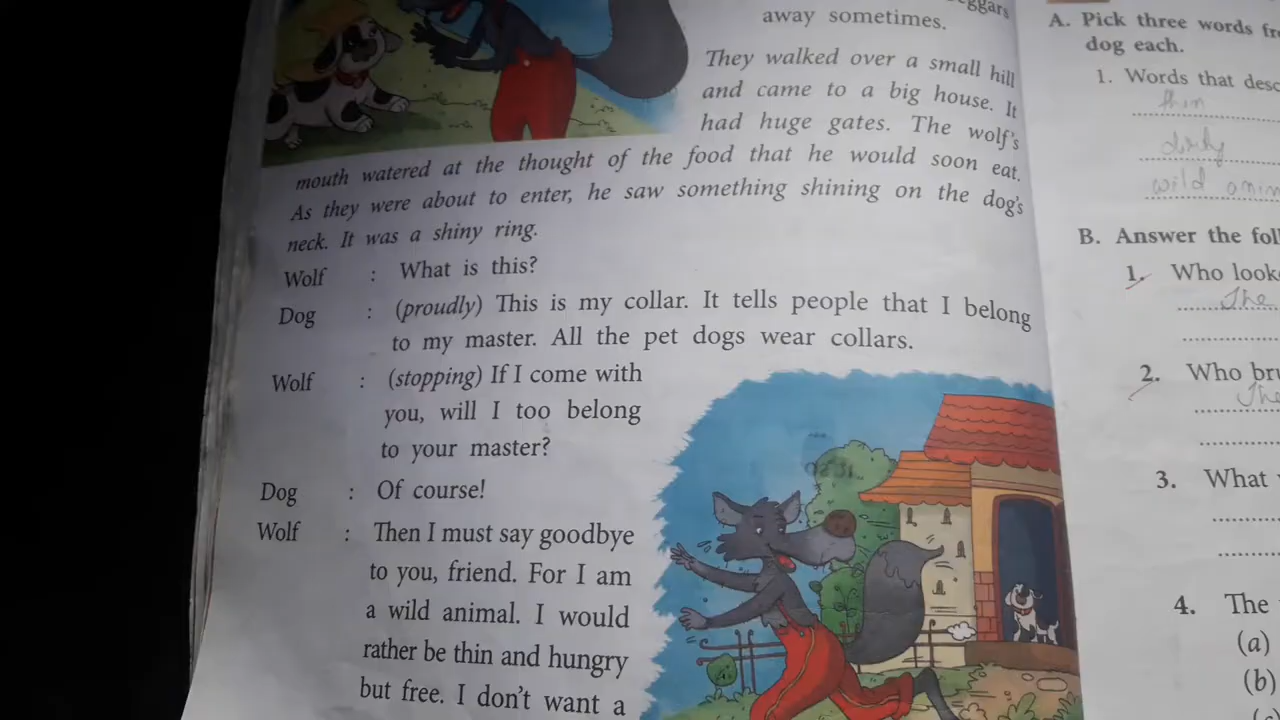 away sometimes.
They walked over a small hill
and came to a big house. It
had huge gates. The wolf's
mouth watered at the thought of the food that he would soon eat.
As they were about to enter, he saw something shining on the dog's
neck. It was a shiny ring.
Wolf : What is this?
Dog : (proudly) This is my collar. It tells people that I belong
to my master. All the pet dogs wear collars.
Wolf : (stopping) If I come with
you, will I too belong
to your master?
Dog : Of course!
Wolf : Then I must say goodbye
to you, friend. For I am
a wild animal. I would
rather be thin and hungry
but free. I don't want a
A. Pick three words
dog each.
1. Words that
thin
wild
B. Answer the
1. Who
The
2. Who
The
3. What
4. The
(a)
(b)